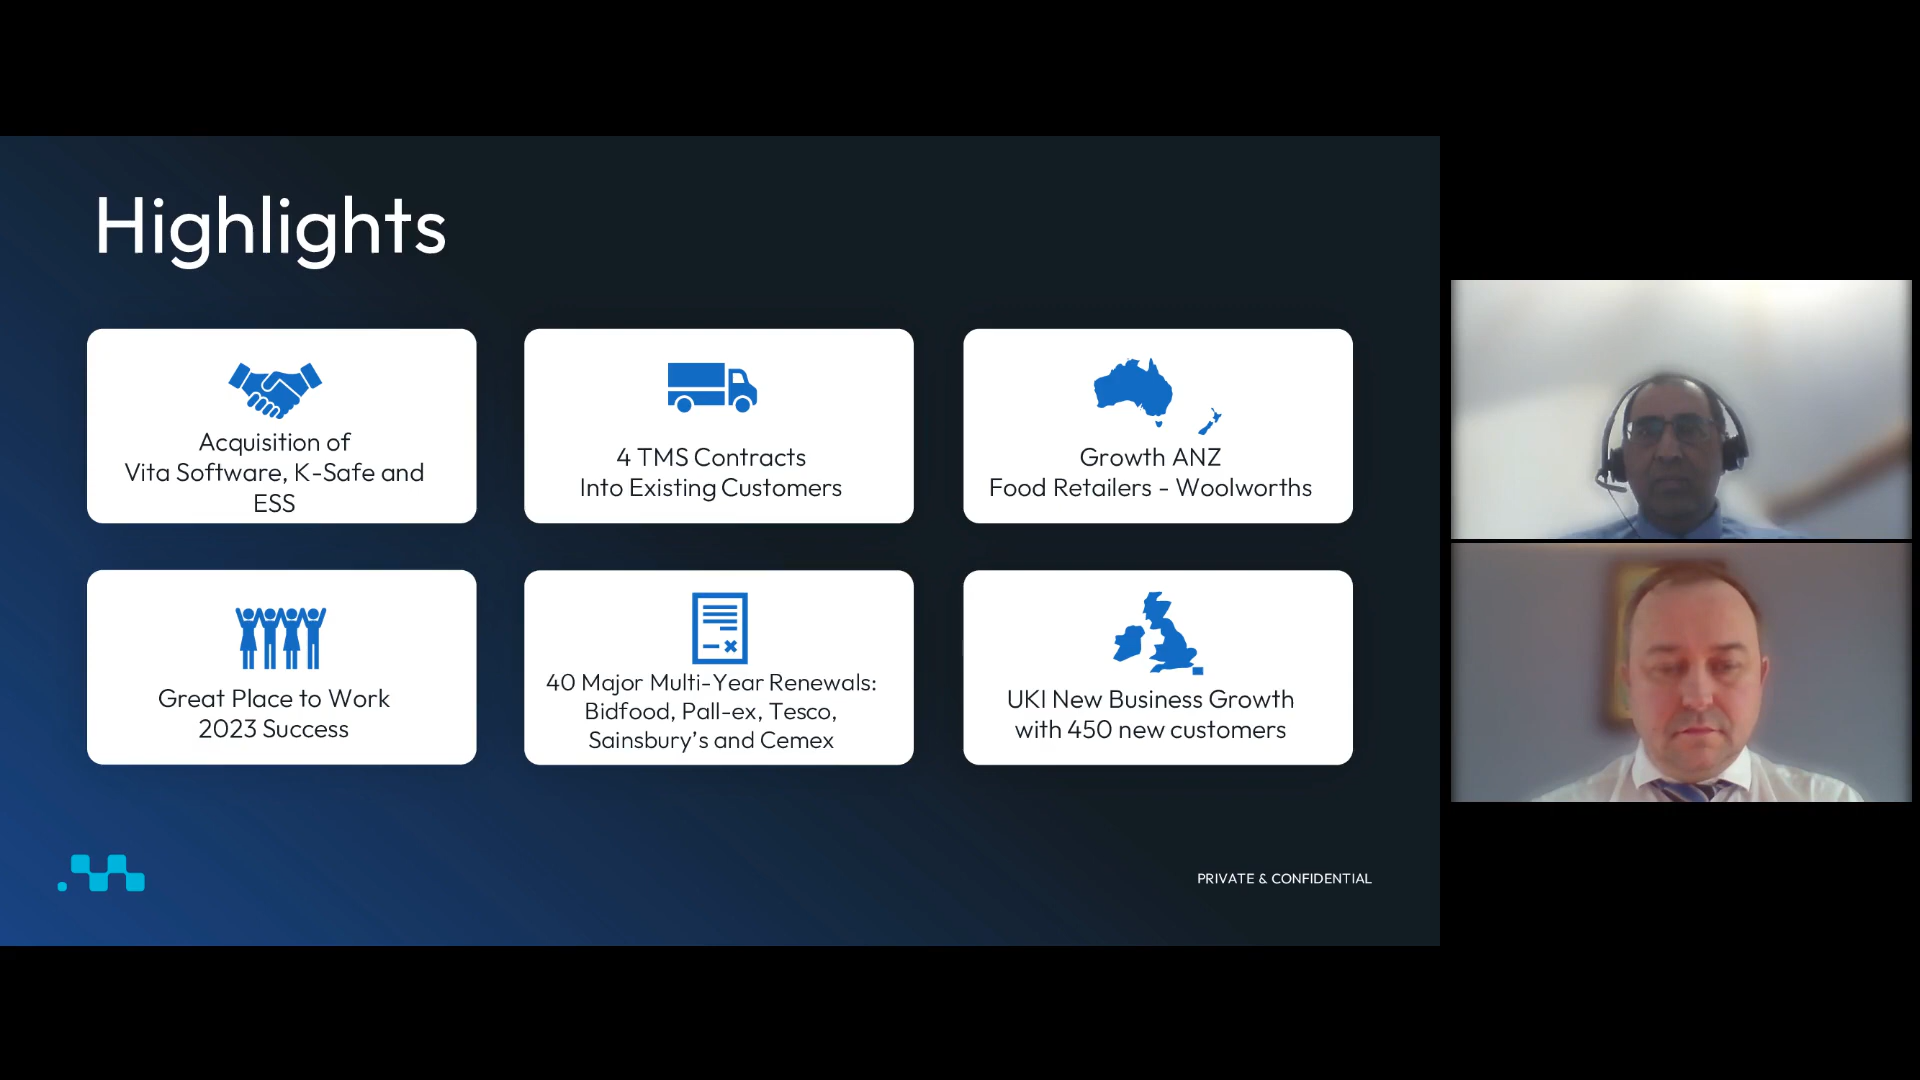 Highlights
Acquisition of
Vita Software, K-Safe and
ESS
4 TMS Contracts
Into Existing Customers
Growth ANZ
Food Retailers - Woolworths
Great Place to Work
2023 Success
40 Major Multi-Year Renewals:
Bidfood, Pall-ex, Tesco,
Sainsbury's and Cemex
UKI New Business Growth
with 450 new customers
PRIVATE & CONFIDENTIAL